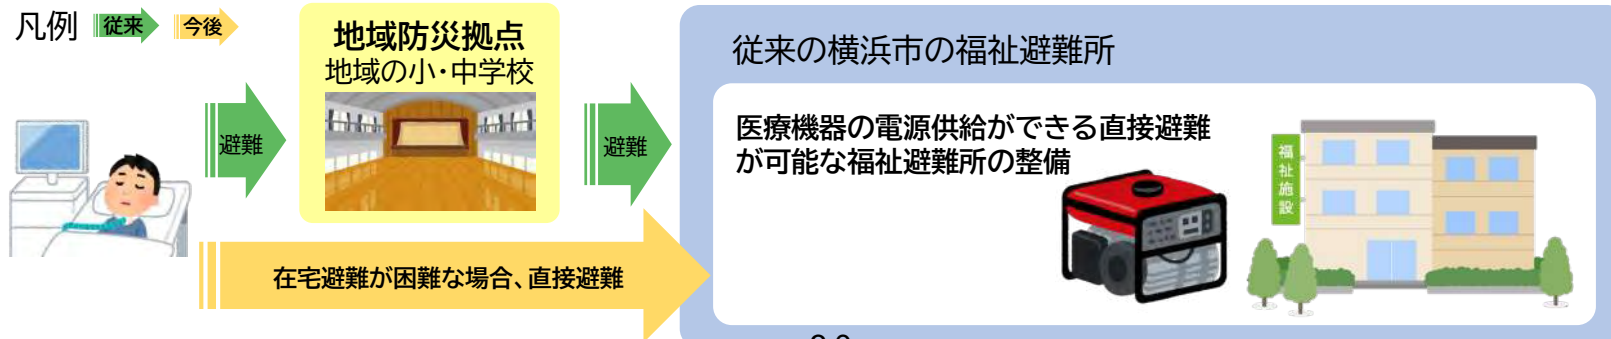 凡例
従来
今後
地域防災拠点
地域の小・中学校
避難
避難
在宅避難が困難な場合、直接避難
従来の横浜市の福祉避難所
医療機器の電源供給ができる直接避難
が可能な福祉避難所の整備
福祉施設